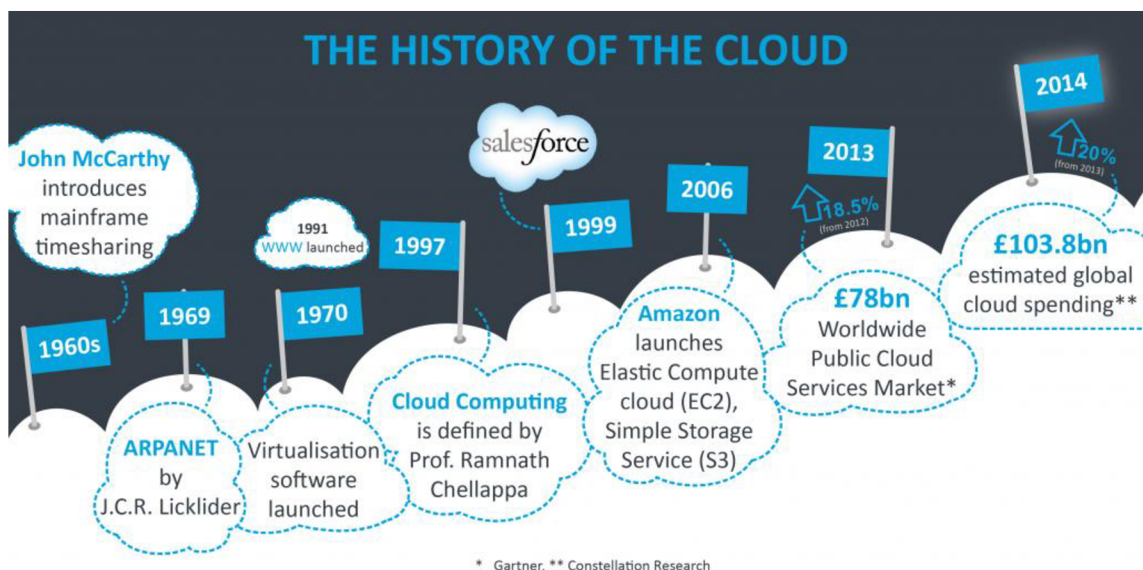 THE HISTORY OF THE CLOUD
John McCarthy
introduces
mainframe
timesharing
1960s
1969
ARPANET
by
J.C.R. Licklider
1991
WWW launched
1970
Virtualisation
software
launched
1997
Cloud Computing
is defined by
Prof. Ramnath
Chellappa
salesforce
1999
2006
Amazon
launches
Elastic Compute
cloud (EC2),
Simple Storage
Service (S3)
2013
18.5%
(from 2012)
£78bn
Worldwide
Public Cloud
Services Market*
2014
20%
(from 2013)
£103.8bn
estimated global
cloud spending**
* Gartner, ** Constellation Research